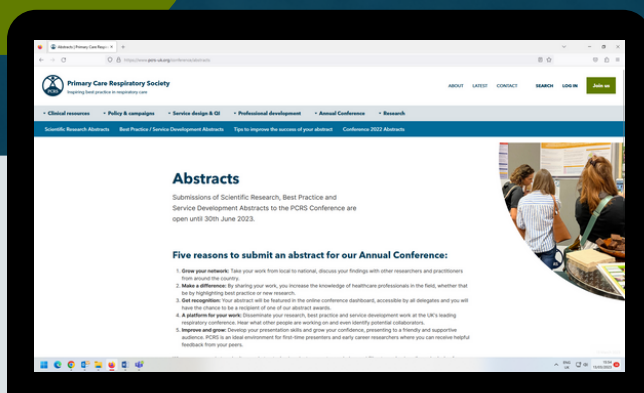 Abstracts | Primary Care Resp
https://www.pcrs-uk.org/conference/abstracts
PCRS
Primary Care Respiratory Society
Inspiring best practice in respiratory care
ABOUT LATEST CONTACT SEARCH LOG IN Join us
Clinical resources Policy & campaigns Service design & QI Professional development Annual Conference Research
Scientific Research Abstracts Best Practice / Service Development Abstracts Tips to improve the success of your abstract Conference 2022 Abstracts
Abstracts
Submissions of Scientific Research, Best Practice and
Service Development Abstracts to the PCRS Conference are
open until 30th June 2023.
Five reasons to submit an abstract for our Annual Conference:
1. Grow your network: Take your work from local to national, discuss your findings with other researchers and practitioners
from around the country.
2. Make a difference: By sharing your work, you increase the knowledge of healthcare professionals in the field, whether that
be by highlighting best practice or new research.
3. Get recognition: Your abstract will be featured in the online conference dashboard, accessible by all delegates and you will
have the chance to be a recipient of one of our abstract awards.
4. A platform for your work: Disseminate your research, best practice and service development work at the UK's leading
respiratory conference. Hear what other people are working on and even identify potential collaborators.
5. Improve and grow: Develop your presentation skills and grow your confidence, presenting to a friendly and supportive
audience. PCRS is an ideal environment for first-time presenters and early career researchers where you can receive helpful
feedback from your peers.
ENG
UK